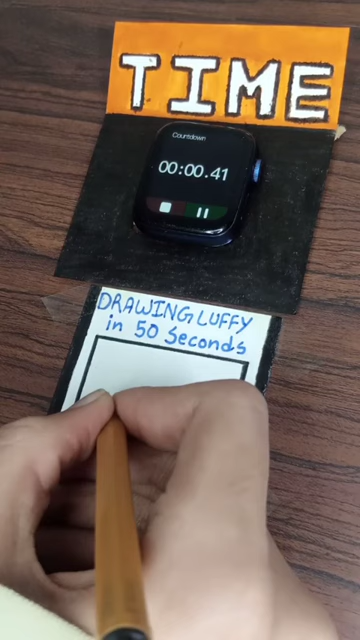 TIME
Countdown
00:00.41
DRAWING LUFFY
in 50 Seconds